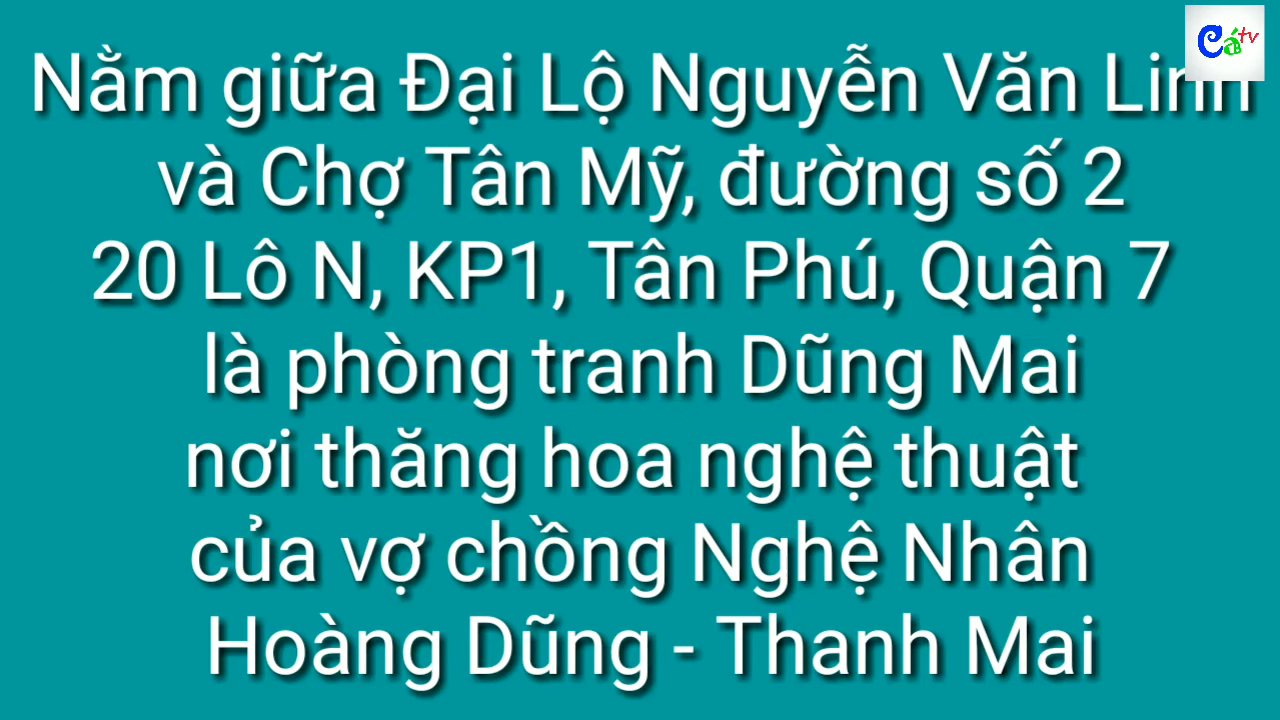 Cá tv
Nằm giữa Đại Lộ Nguyễn Văn Linh
và Chợ Tân Mỹ, đường số 2
20 Lô N, KP1, Tân Phú, Quận 7
là phòng tranh Dũng Mai
nơi thăng hoa nghệ thuật
của vợ chồng Nghệ Nhân
Hoàng Dũng - Thanh Mai